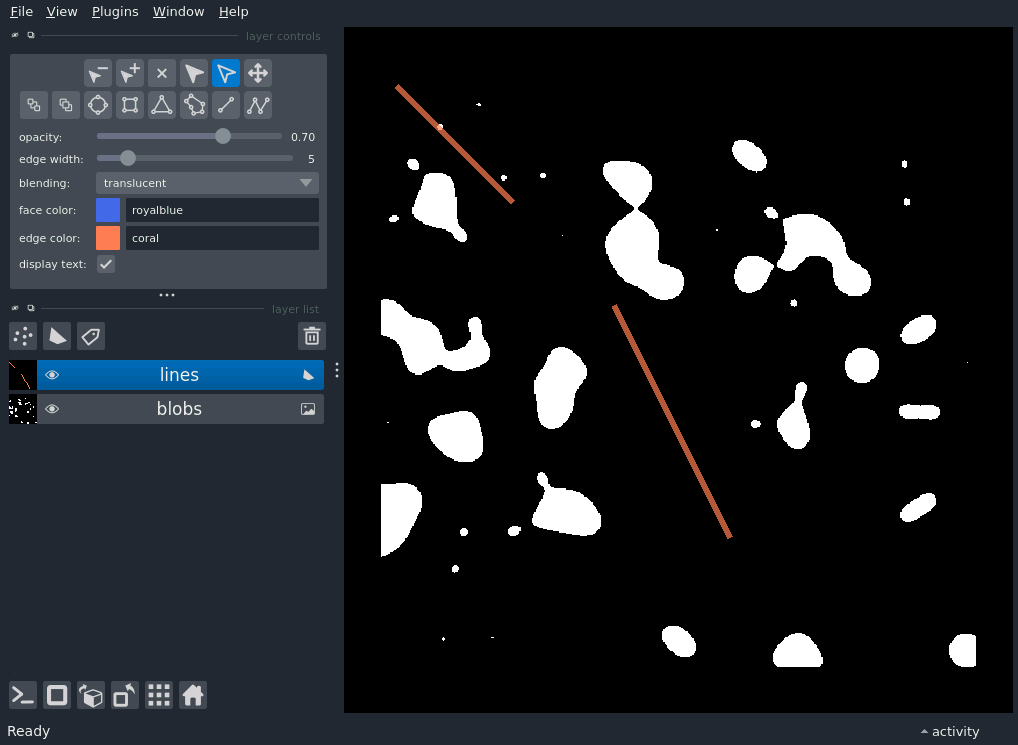 File View Plugins Window Help
layer controls
opacity: 0.70
edge width: 5
blending: translucent
face color: royalblue
edge color: coral
display text:
layer list
lines
blobs
Ready
activity